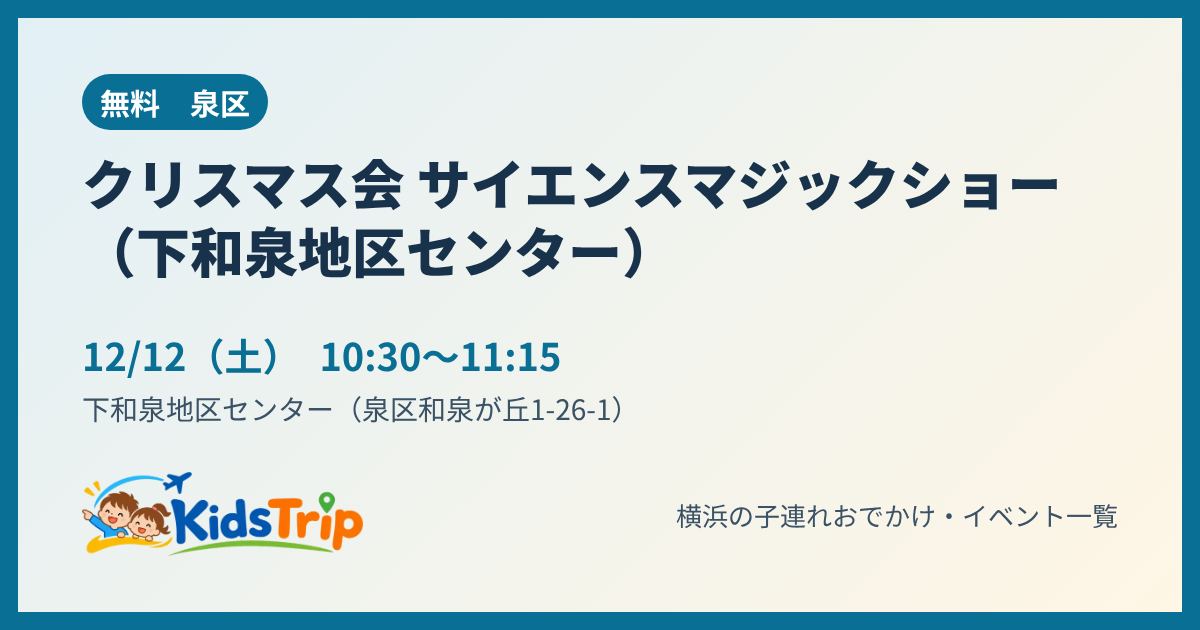 無料　泉区
クリスマス会 サイエンスマジックショー
（下和泉地区センター）
12/12（土）　10:30〜11:15
下和泉地区センター（泉区和泉が丘1-26-1）
KidsTrip
横浜の子連れおでかけ・イベント一覧